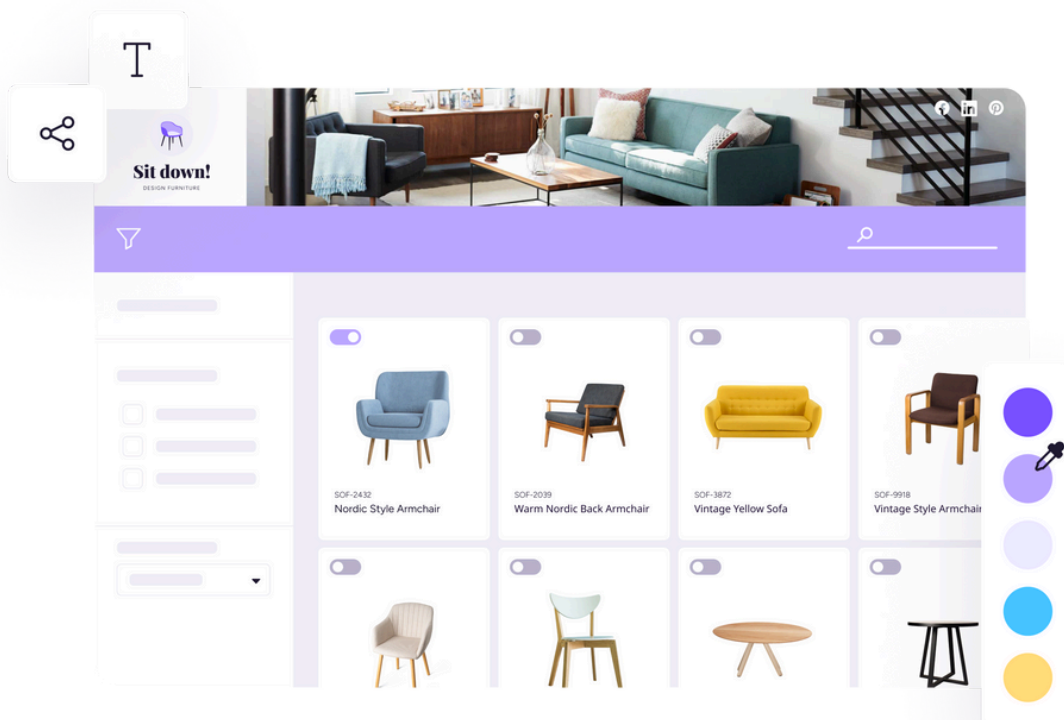 T
Sit down!
DESIGN FURNITURE
in
SOF-2432
Nordic Style Armchair
SOF-2039
Warm Nordic Back Armchair
SOF-3872
Vintage Yellow Sofa
SOF-9918
Vintage Style Armchair